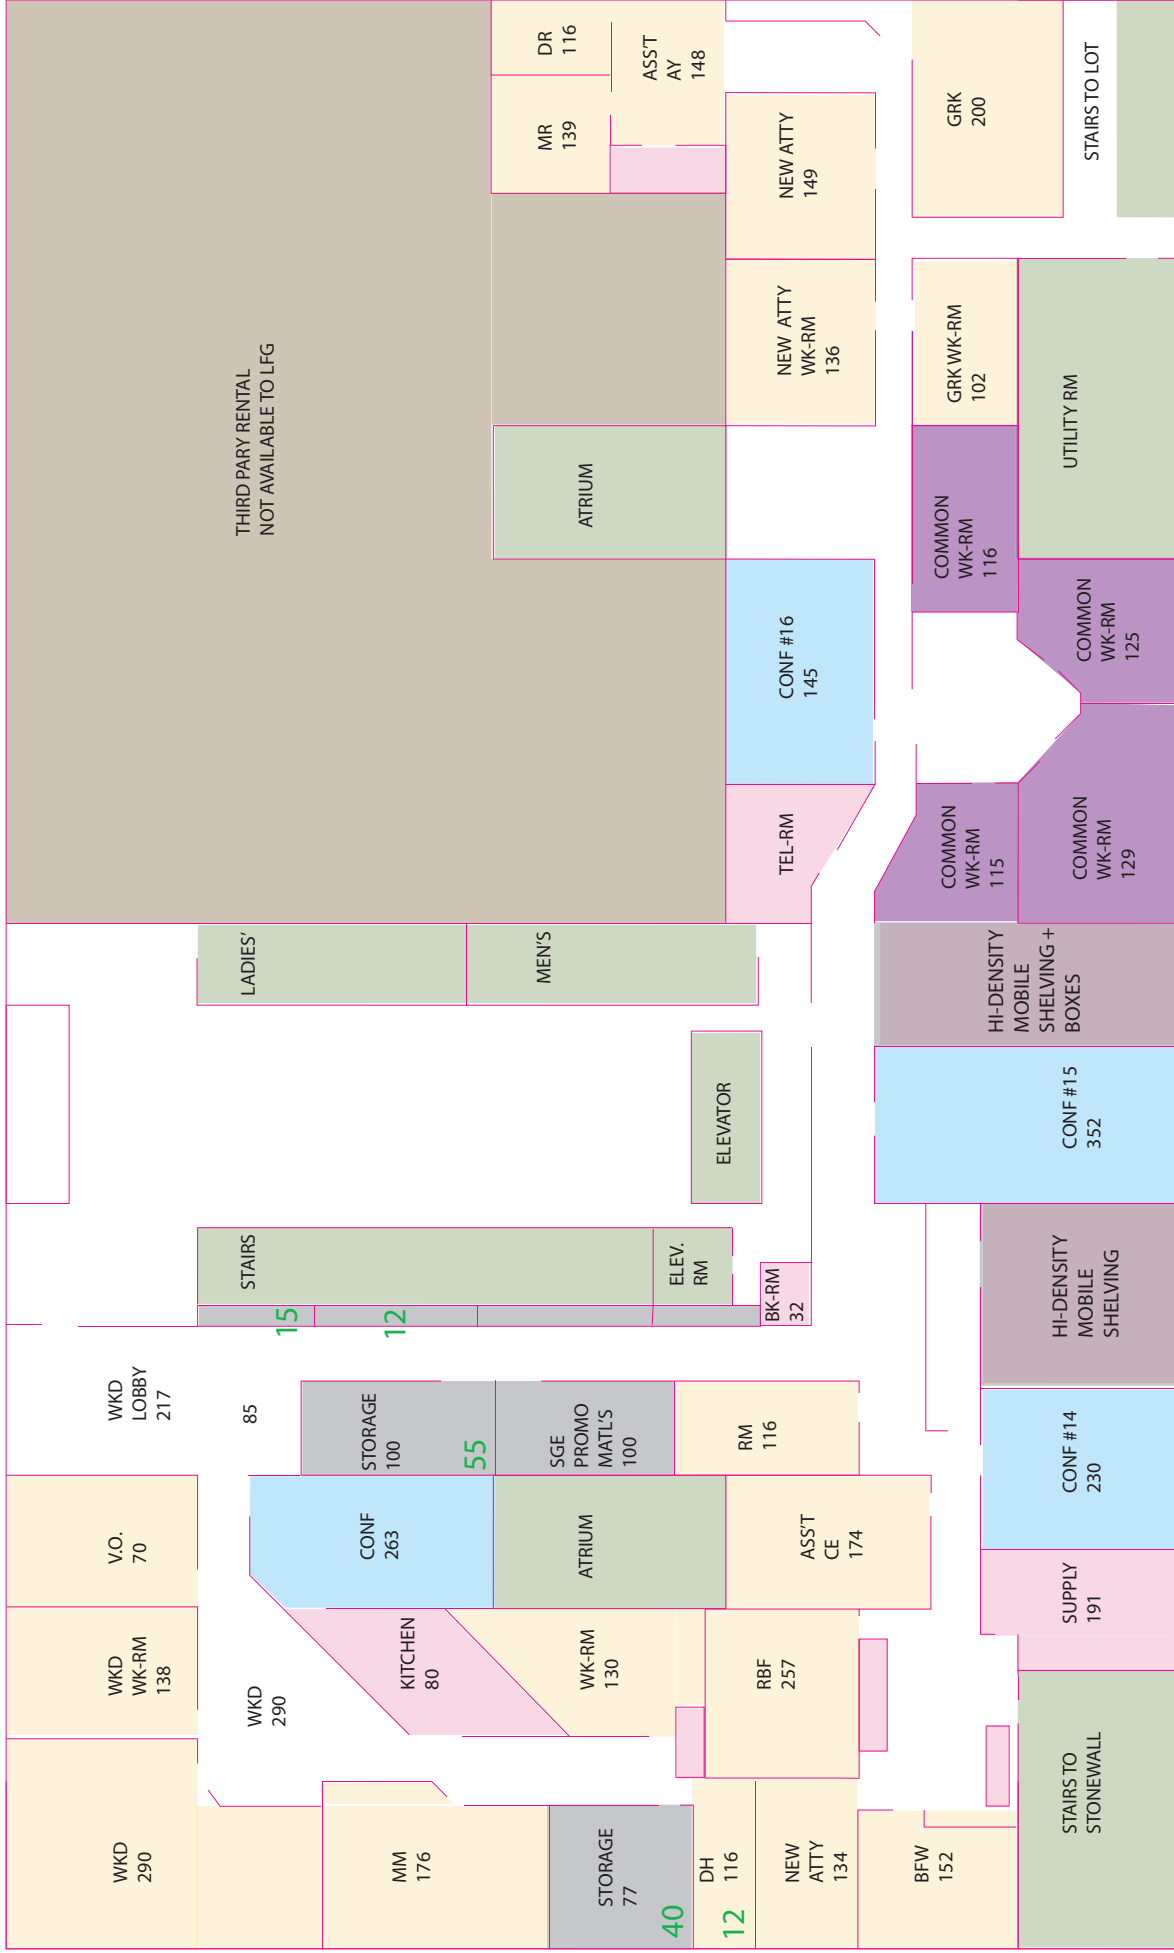 THIRD PARY RENTAL
NOT AVAILABLE TO LFG
DR
116
MR
139
ASS'T
AY
148
NEW ATTY
149
NEW ATTY
WK-RM
136
GRK
200
STAIRS TO LOT
GRK WK-RM
102
UTILITY RM
ATRIUM
COMMON
WK-RM
116
COMMON
WK-RM
125
CONF #16
145
TEL-RM
COMMON
WK-RM
115
COMMON
WK-RM
129
LADIES'
MEN'S
HI-DENSITY
MOBILE
SHELVING +
BOXES
ELEVATOR
CONF #15
352
STAIRS
ELEV.
RM
15
12
BK-RM
32
HI-DENSITY
MOBILE
SHELVING
WKD
LOBBY
217
85
STORAGE
100
55
SGE
PROMO
MATL'S
100
RM
116
CONF #14
230
V.O.
70
CONF
263
ATRIUM
ASS'T
CE
174
SUPPLY
191
WKD
WK-RM
138
WKD
290
KITCHEN
80
WK-RM
130
RBF
257
STAIRS TO
STONEWALL
WKD
290
MM
176
STORAGE
77
40
DH
116
12
NEW
ATTY
134
BFW
152